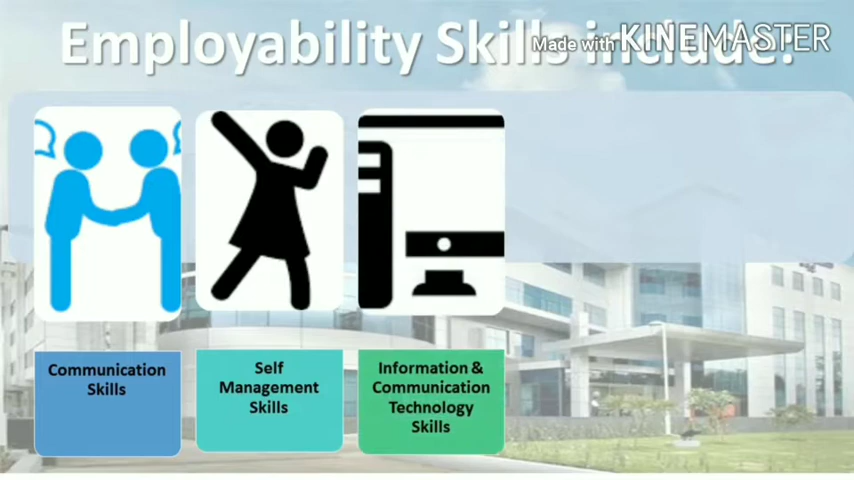 Employability Skills include:
Made with KINEMASTER
Communication
Skills
Self
Management
Skills
Information &
Communication
Technology
Skills